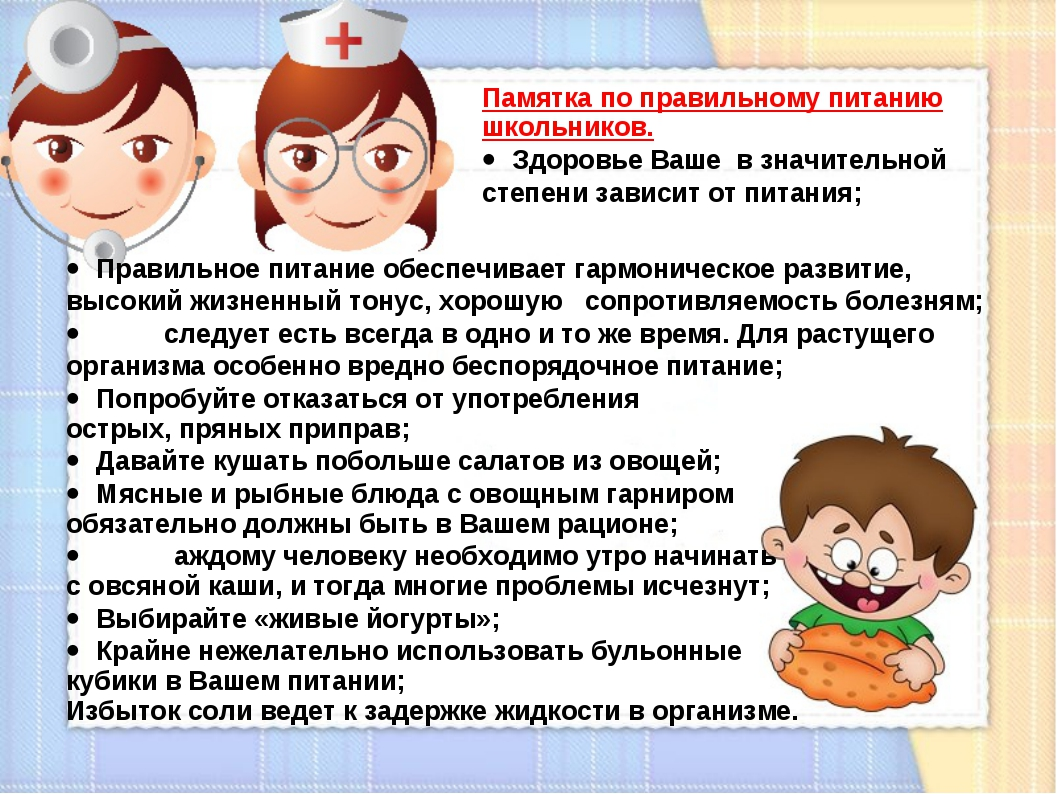 Памятка по правильному питанию
школьников.
• Здоровье Ваше в значительной
степени зависит от питания;
• Правильное питание обеспечивает гармоническое развитие,
высокий жизненный тонус, хорошую сопротивляемость болезням;
• следует есть всегда в одно и то же время. Для растущего
организма особенно вредно беспорядочное питание;
• Попробуйте отказаться от употребления
острых, пряных приправ;
• Давайте кушать побольше салатов из овощей;
• Мясные и рыбные блюда с овощным гарниром
обязательно должны быть в Вашем рационе;
• аждому человеку необходимо утро начинать
с овсяной каши, и тогда многие проблемы исчезнут;
• Выбирайте «живые йогурты»;
• Крайне нежелательно использовать бульонные
кубики в Вашем питании;
Избыток соли ведет к задержке жидкости в организме.